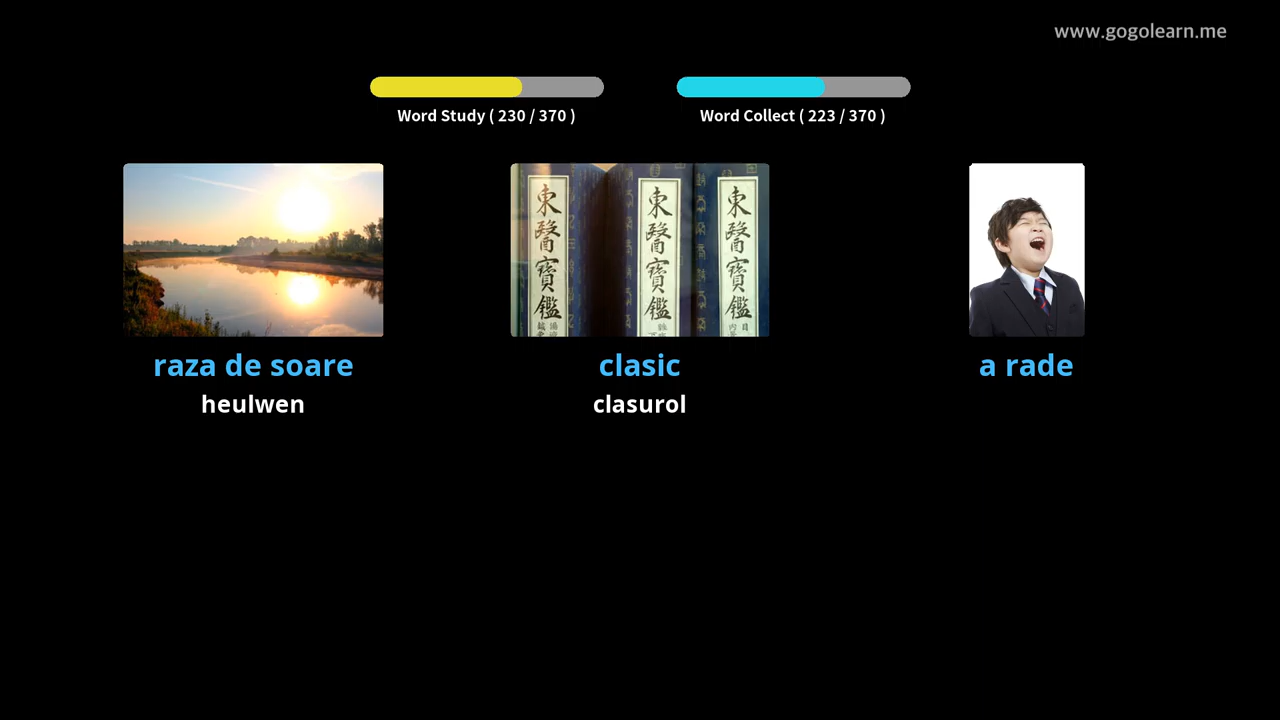 www.gogolearn.me
Word Study ( 230 / 370 )
Word Collect ( 223 / 370 )
東醫寶鑑
東醫寶鑑
東醫寶鑑
raza de soare
clasic
a rade
heulwen
clasurol